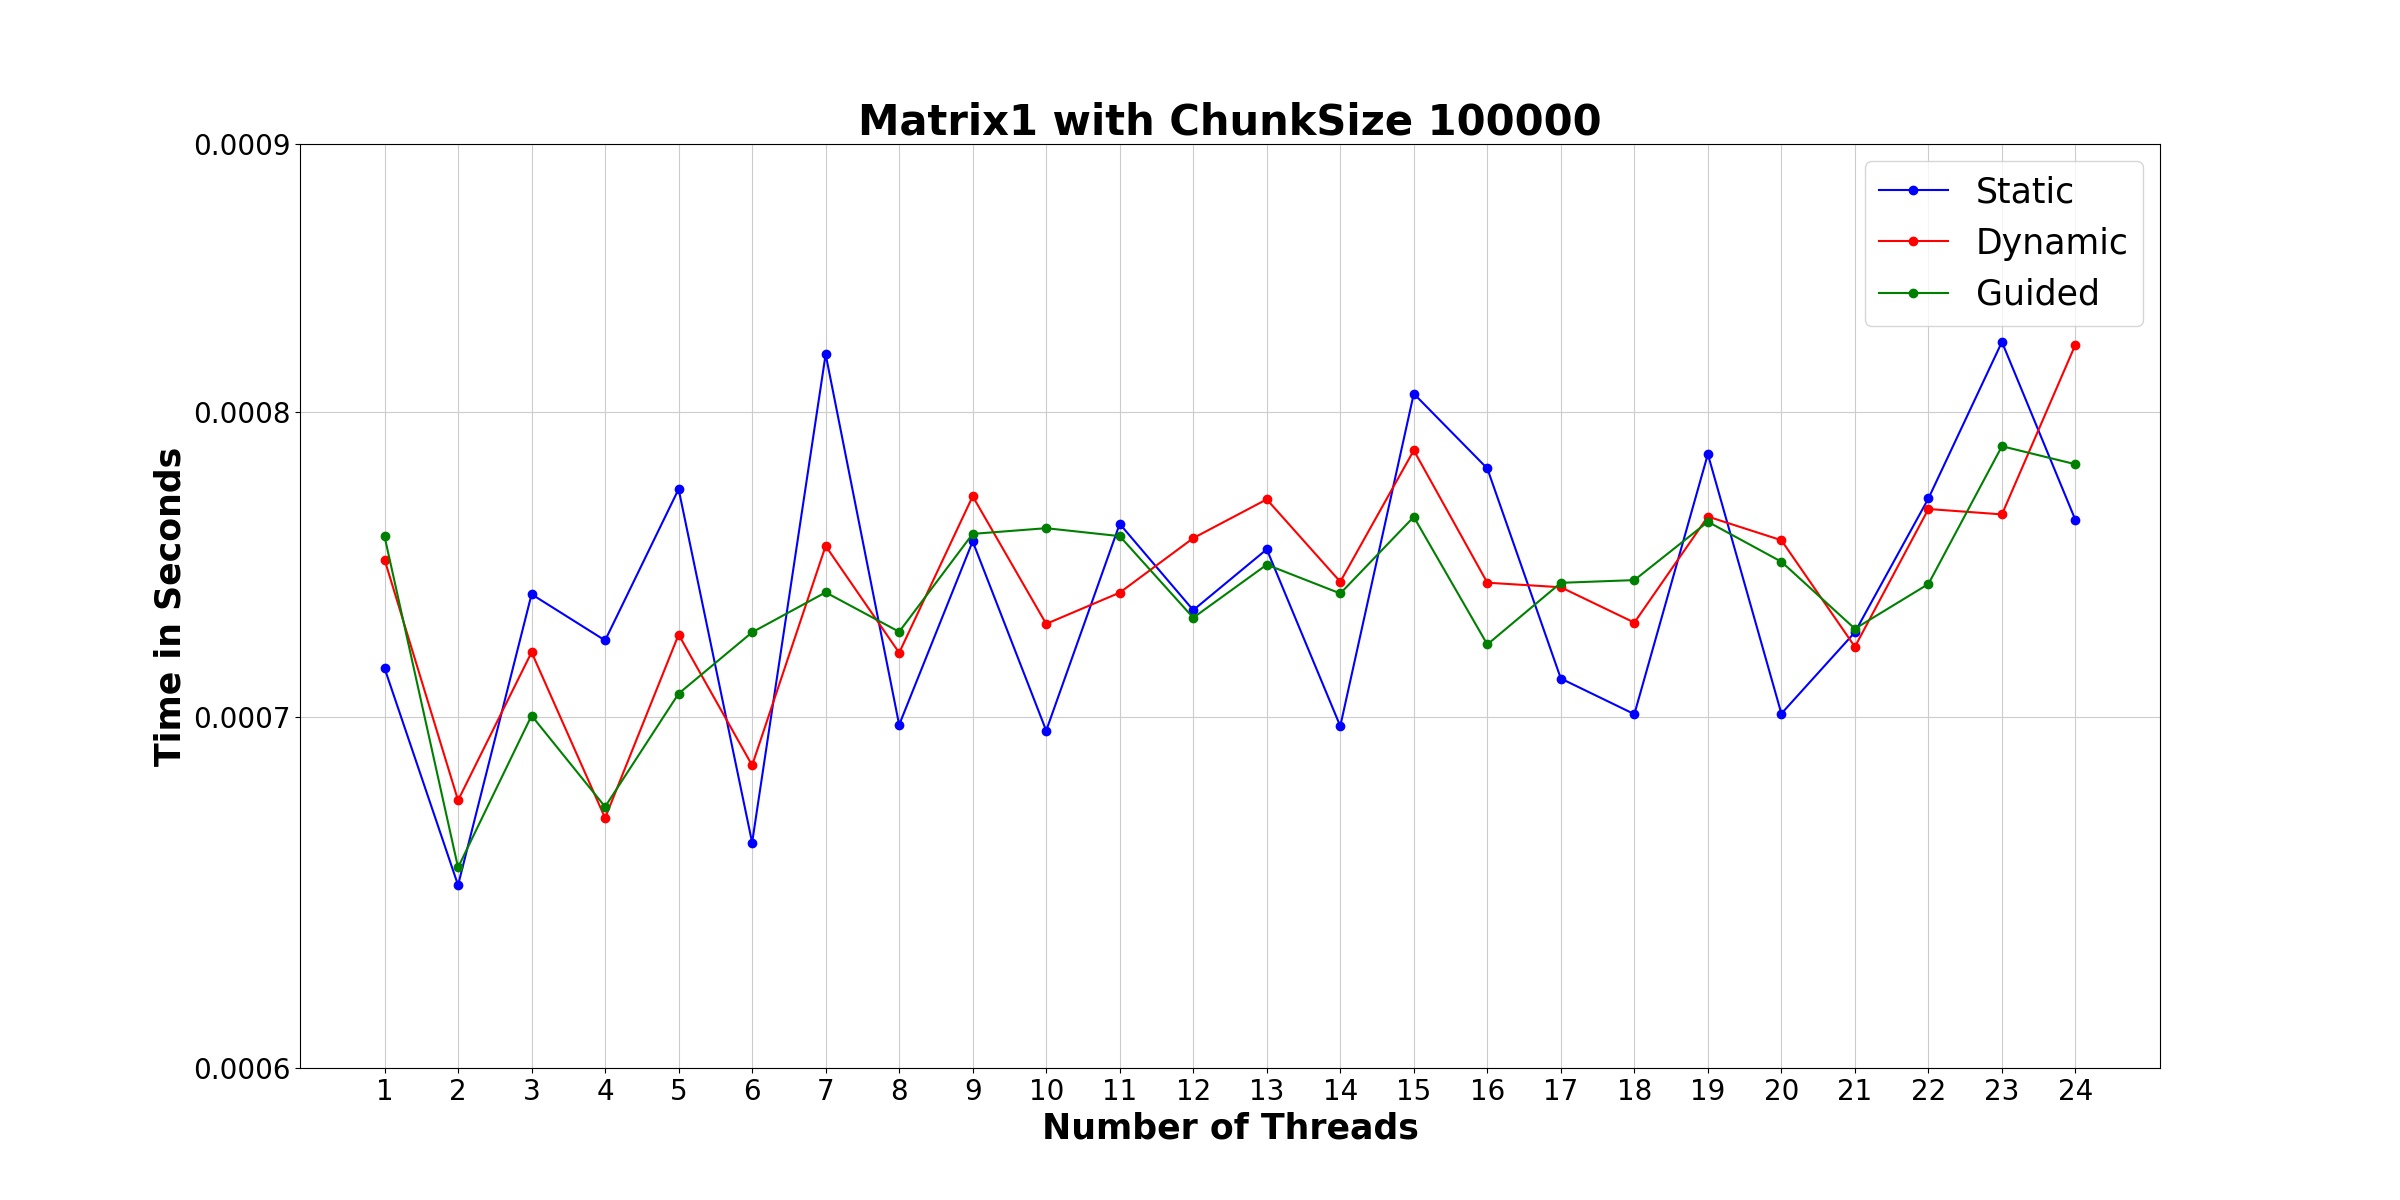 Matrix1 with ChunkSize 100000
0.0009
0.0008
0.0007
0.0006
Time in Seconds
Static
Dynamic
Guided
1 2 3 4 5 6 7 8 9 10 11 12 13 14 15 16 17 18 19 20 21 22 23 24
Number of Threads